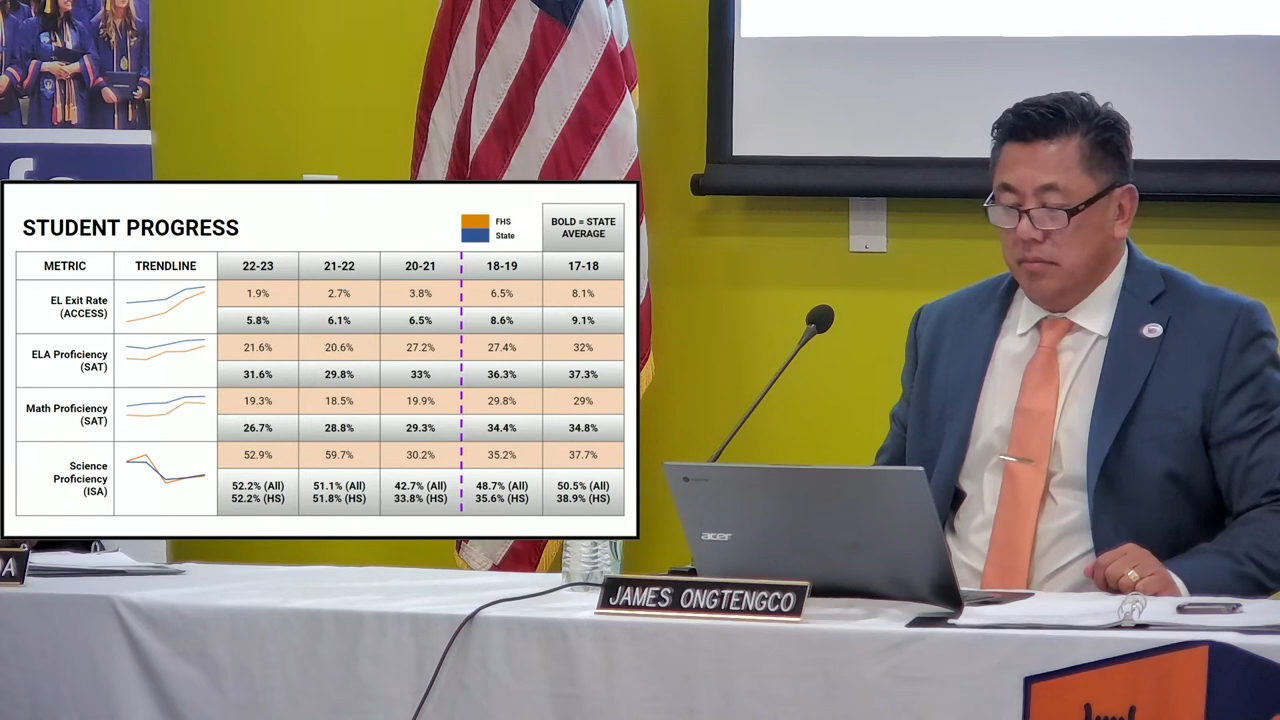 STUDENT PROGRESS
FHS
State
BOLD = STATE
AVERAGE
METRIC TRENDLINE 22-23 21-22 20-21 18-19 17-18
EL Exit Rate
(ACCESS)
1.9% 2.7% 3.8% 6.5% 8.1%
5.8% 6.1% 6.5% 8.6% 9.1%
ELA Proficiency
(SAT)
21.6% 20.6% 27.2% 27.4% 32%
31.6% 29.8% 33% 36.3% 37.3%
Math Proficiency
(SAT)
19.3% 18.5% 19.9% 29.8% 29%
26.7% 28.8% 29.3% 34.4% 34.8%
Science
Proficiency
(ISA)
52.9% 59.7% 30.2% 35.2% 37.7%
52.2% (All) 51.1% (All) 42.7% (All) 48.7% (All) 50.5% (All)
52.2% (HS) 51.8% (HS) 33.8% (HS) 35.6% (HS) 38.9% (HS)
acer
JAMES ONGTENGCO